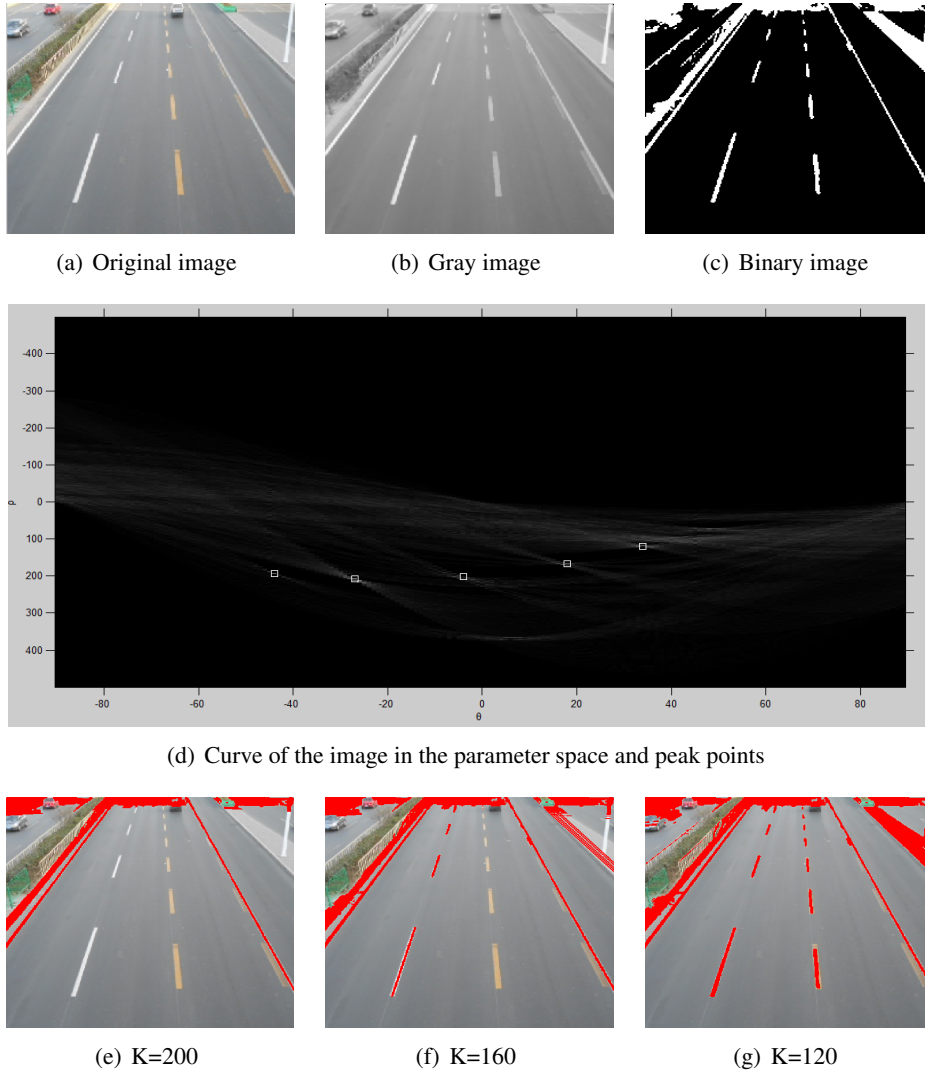 (a) Original image
(b) Gray image
(c) Binary image
-400
-300
-200
-100
0
100
200
300
400
ρ
-80
-60
-40
-20
0
20
40
60
80
θ
(d) Curve of the image in the parameter space and peak points
(e) K=200
(f) K=160
(g) K=120